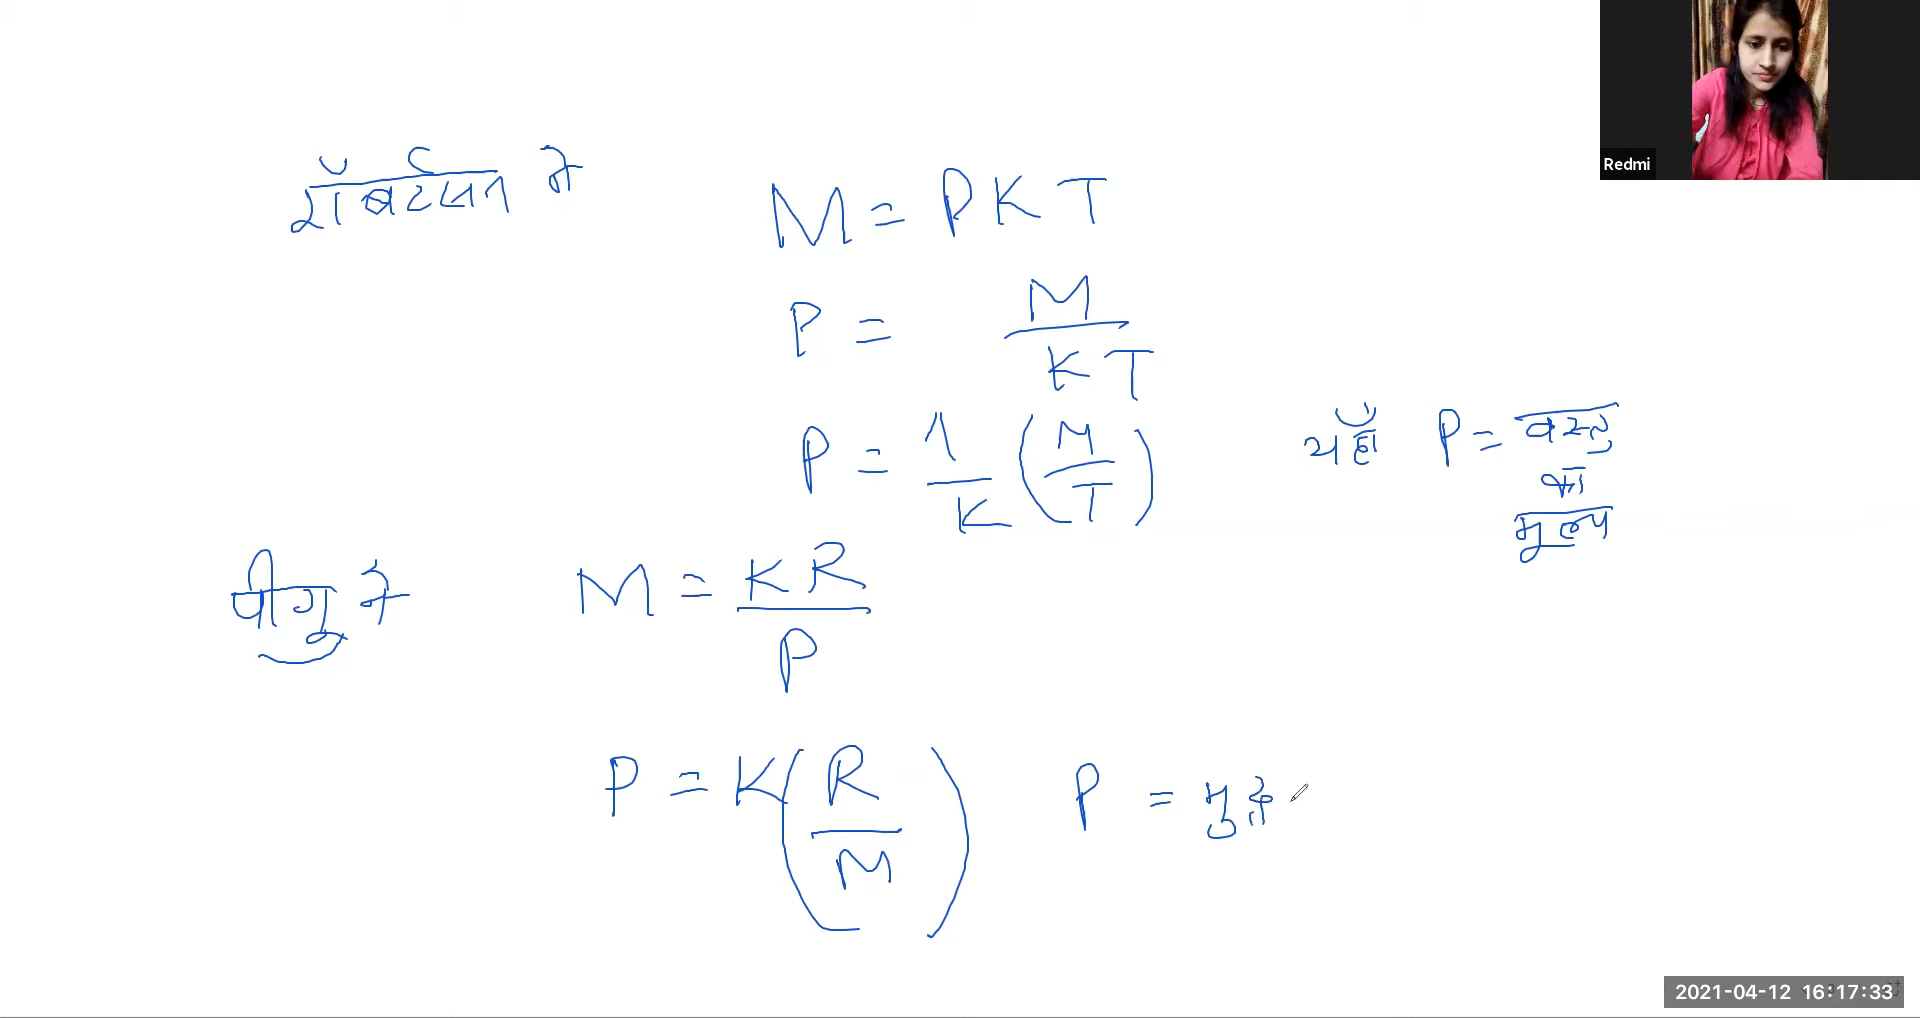 Redmi
रॉबर्टसन ने
M = PKT
P = M / KT
P = 1/K (M/T)
यहाँ P = वस्तु
का
मूल्य
पीगू ने
M = KR / P
P = K (R/M)
P = मुद्र
2021-04-12 16:17:33